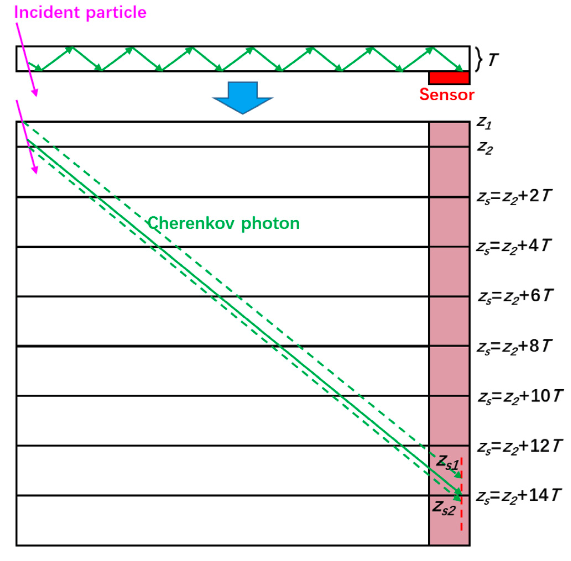 Incident particle
T
Sensor
z1
z2
zs=z2+2T
Cherenkov photon
zs=z2+4T
zs=z2+6T
zs=z2+8T
zs=z2+10T
zs=z2+12T
zs1
zs=z2+14T
zs2